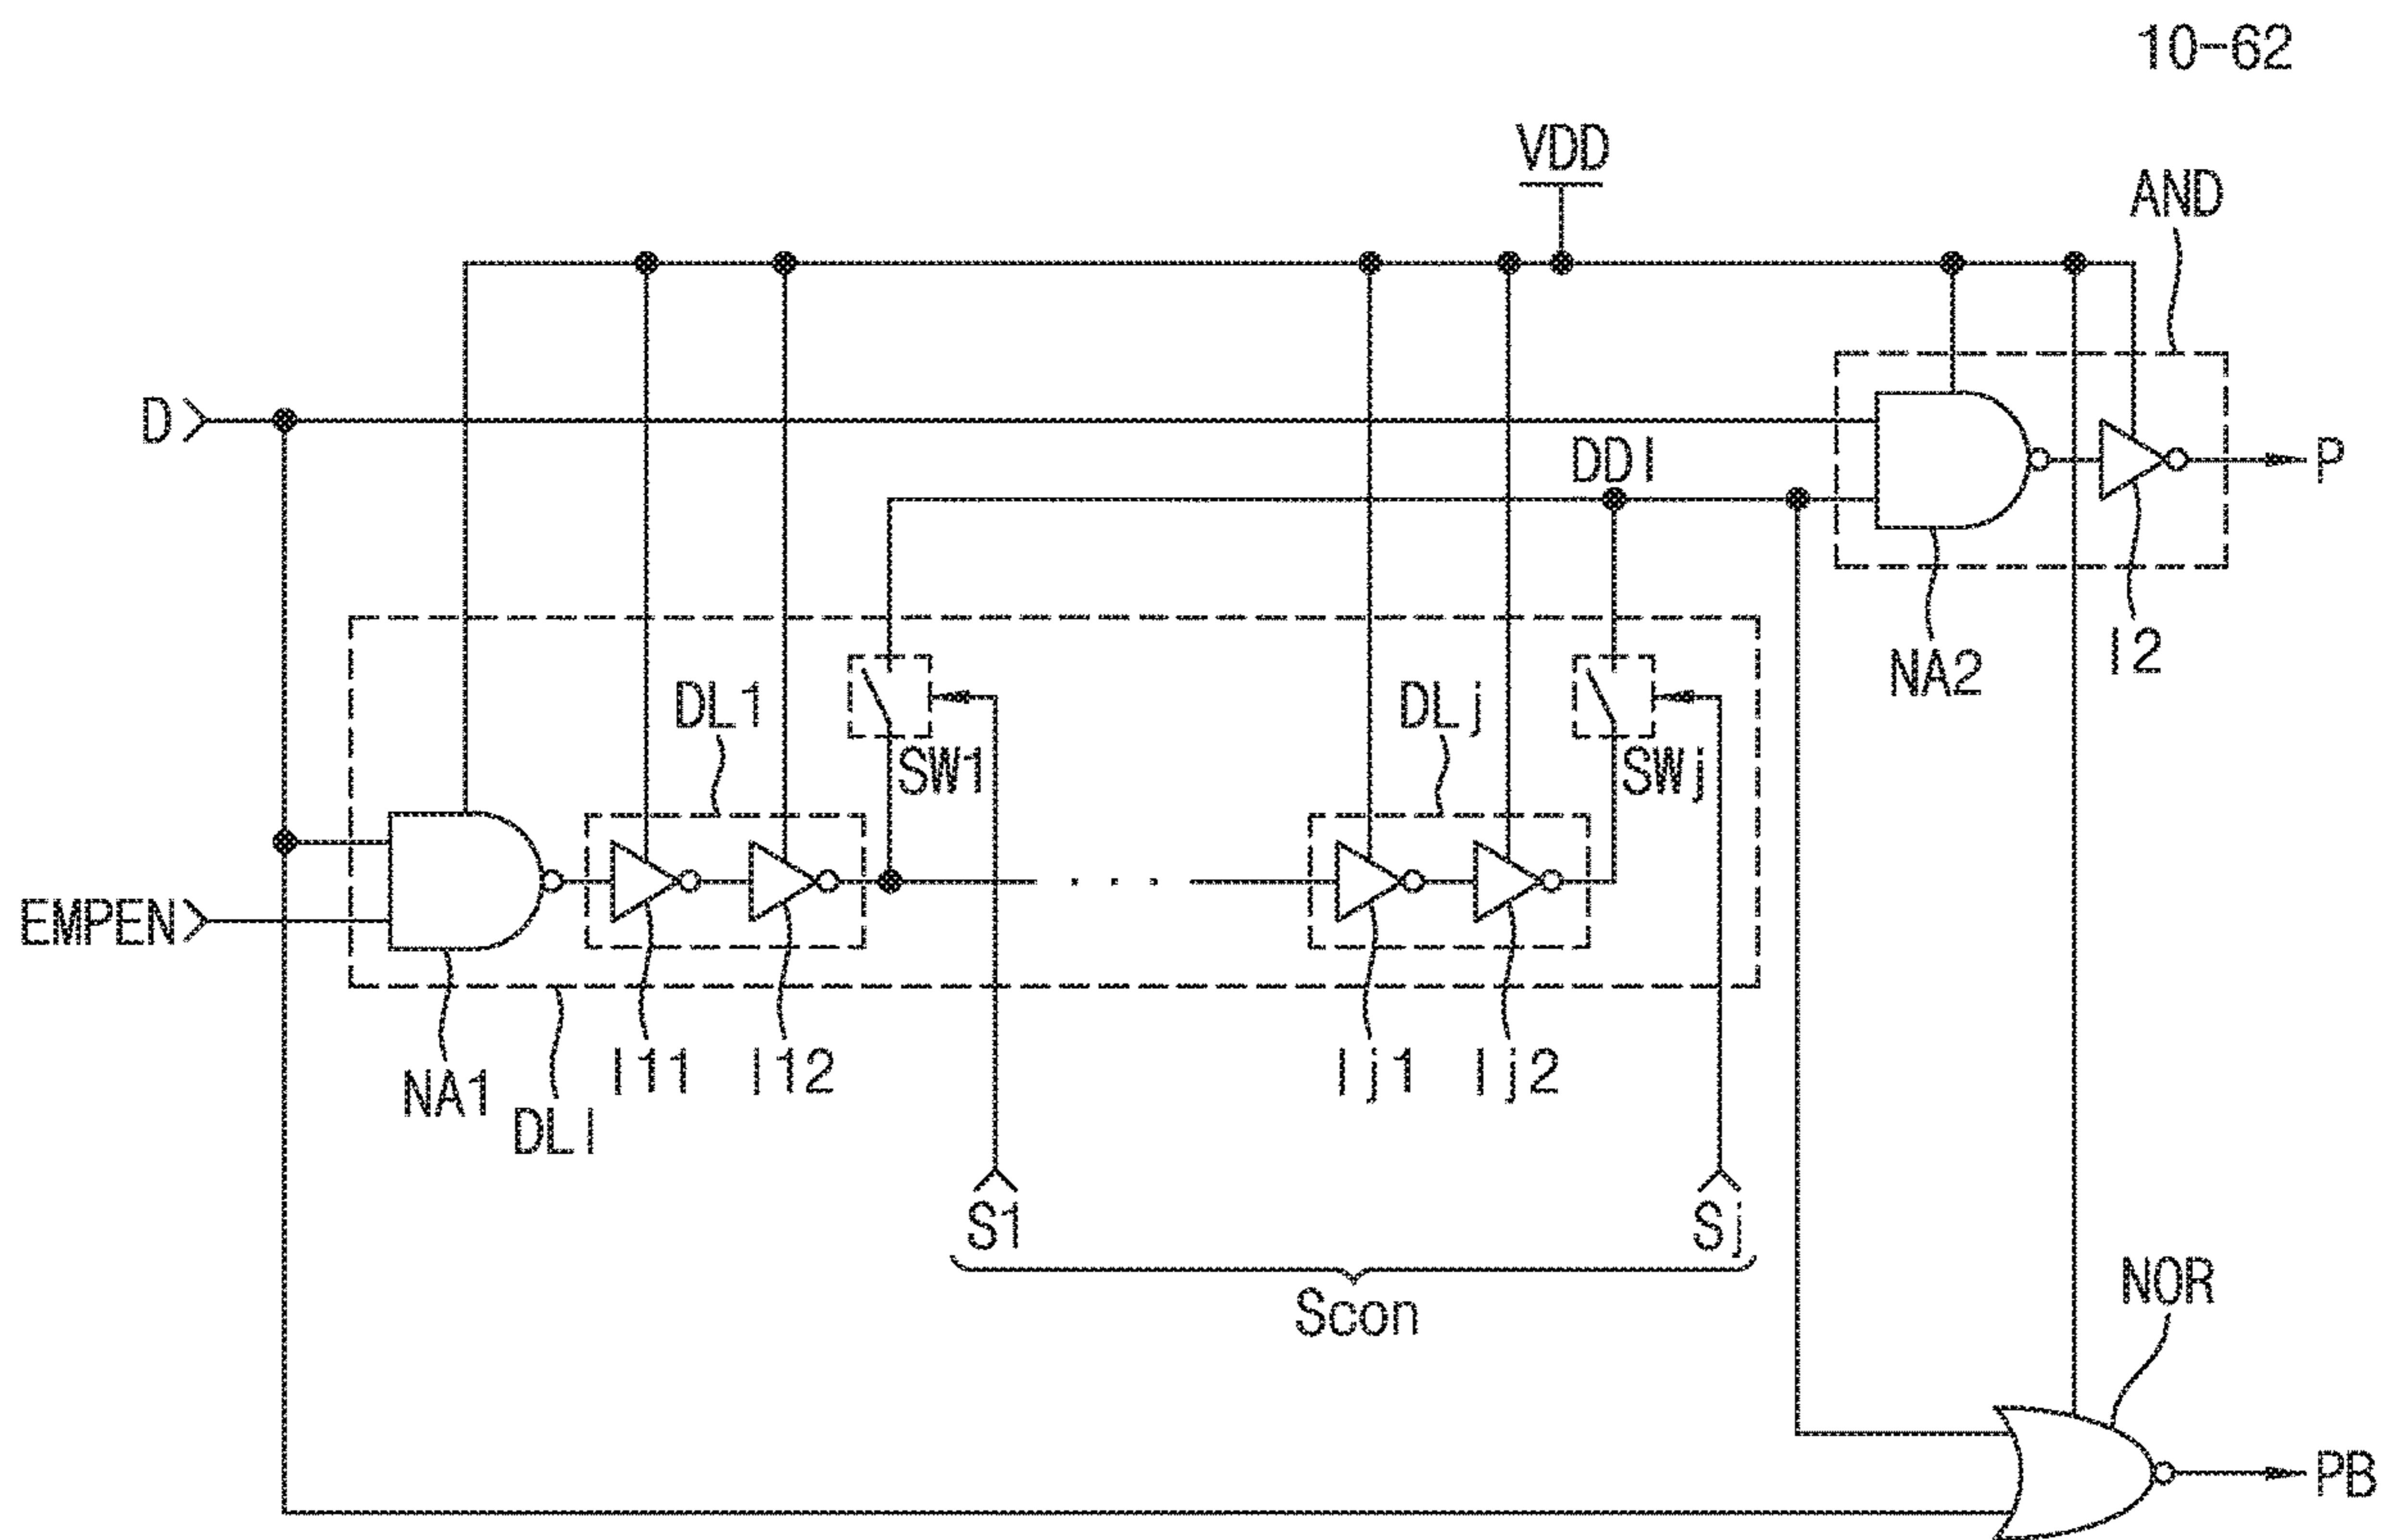 10-62
VDD
AND
D
DDI
P
I2
NA2
DL1
SW1
DLj
SWj
EMPEN
NA1
DLI
I11
I12
Ij1
Ij2
S1
Sj
Scon
NOR
PB